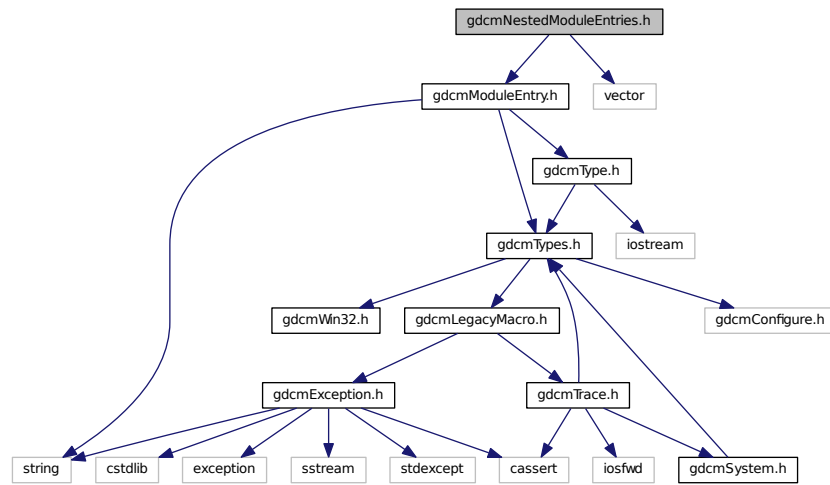 gdcmNestedModuleEntries.h
gdcmModuleEntry.h
vector
gdcmType.h
gdcmTypes.h
iostream
gdcmWin32.h
gdcmLegacyMacro.h
gdcmConfigure.h
gdcmException.h
gdcmTrace.h
string
cstdlib
exception
sstream
stdexcept
cassert
iosfwd
gdcmSystem.h